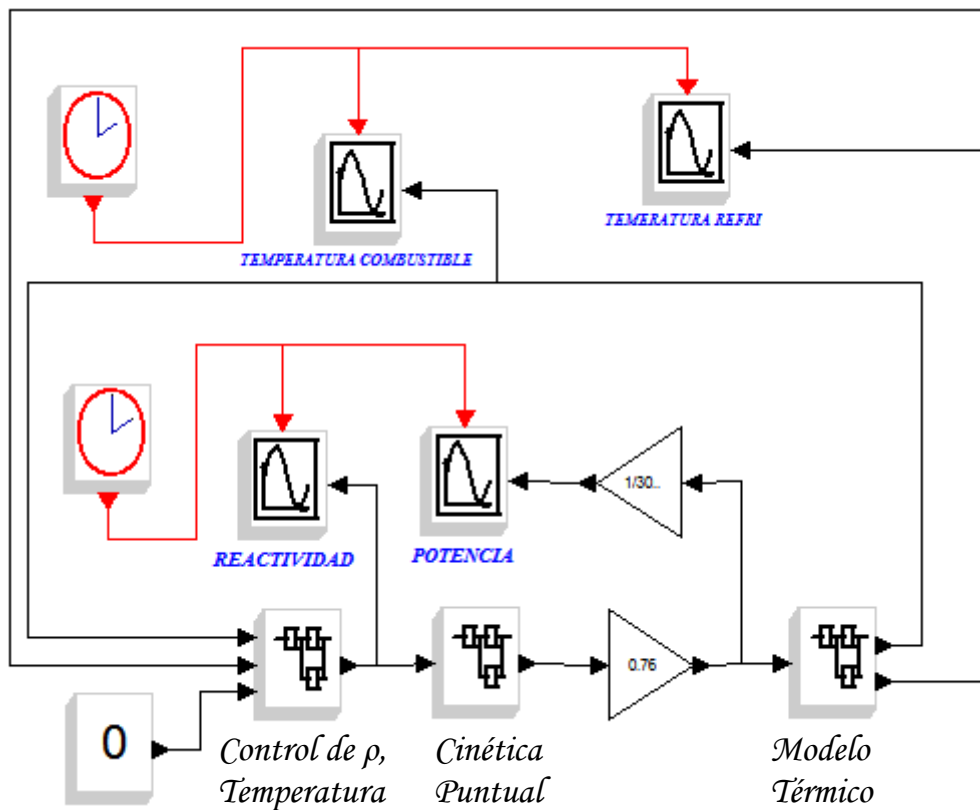 TEMERATURA REFRI
TEMPERATURA COMBUSTIBLE
1/30..
REACTIVIDAD
POTENCIA
0.76
0
Control de ρ,
Temperatura
Cinética
Puntual
Modelo
Térmico